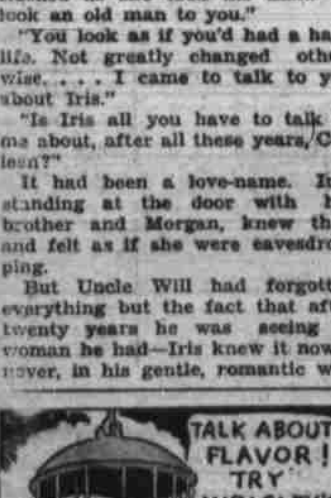 look an old man to you."
"You look as if you'd had a ha
life. Not greatly changed othe
wise. . . . I came to talk to y
about Iris."
"Is Iris all you have to talk
me about, after all these years, C
leen?"
It had been a love-name. Ir
standing at the door with h
brother and Morgan, knew th
and felt as if she were eavesdro
ping.
But Uncle Will had forgott
everything but the fact that aft
twenty years he was seeing
woman he had—Iris knew it now
never, in his gentle, romantic w
TALK ABOUT
FLAVOR!
TRY